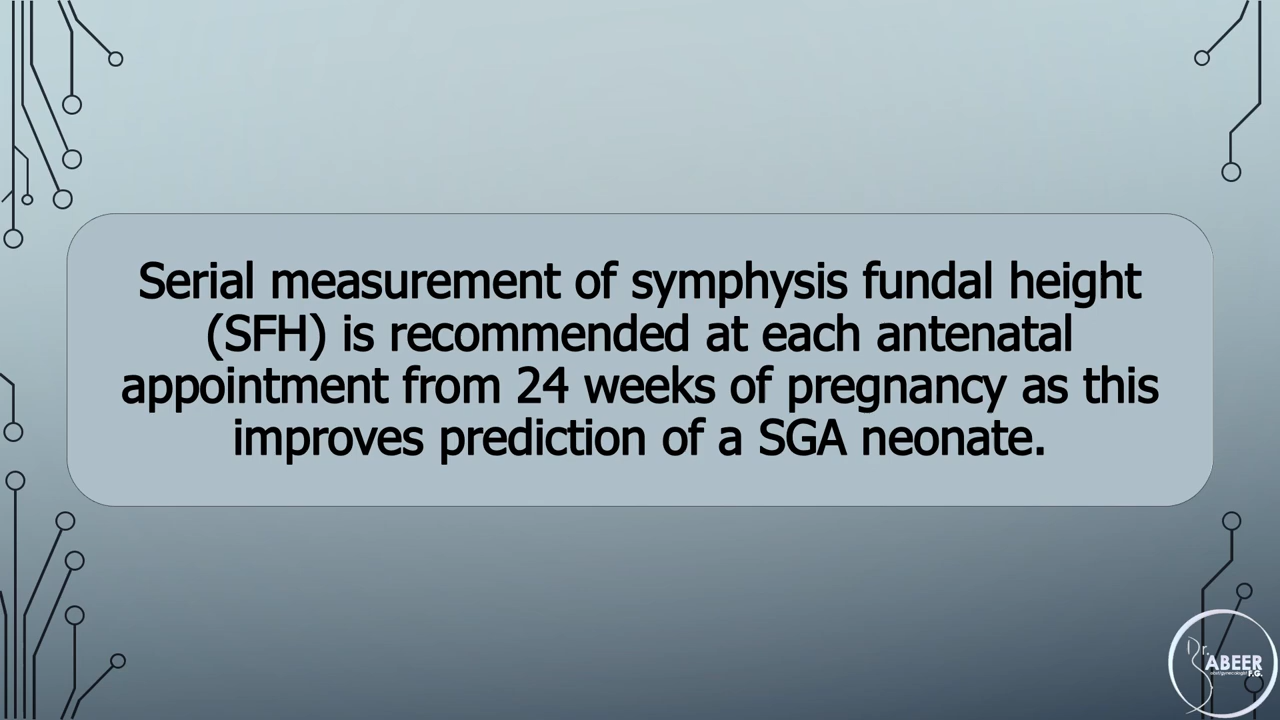 Serial measurement of symphysis fundal height
(SFH) is recommended at each antenatal
appointment from 24 weeks of pregnancy as this
improves prediction of a SGA neonate.
Dr.
ABEER
F.G.